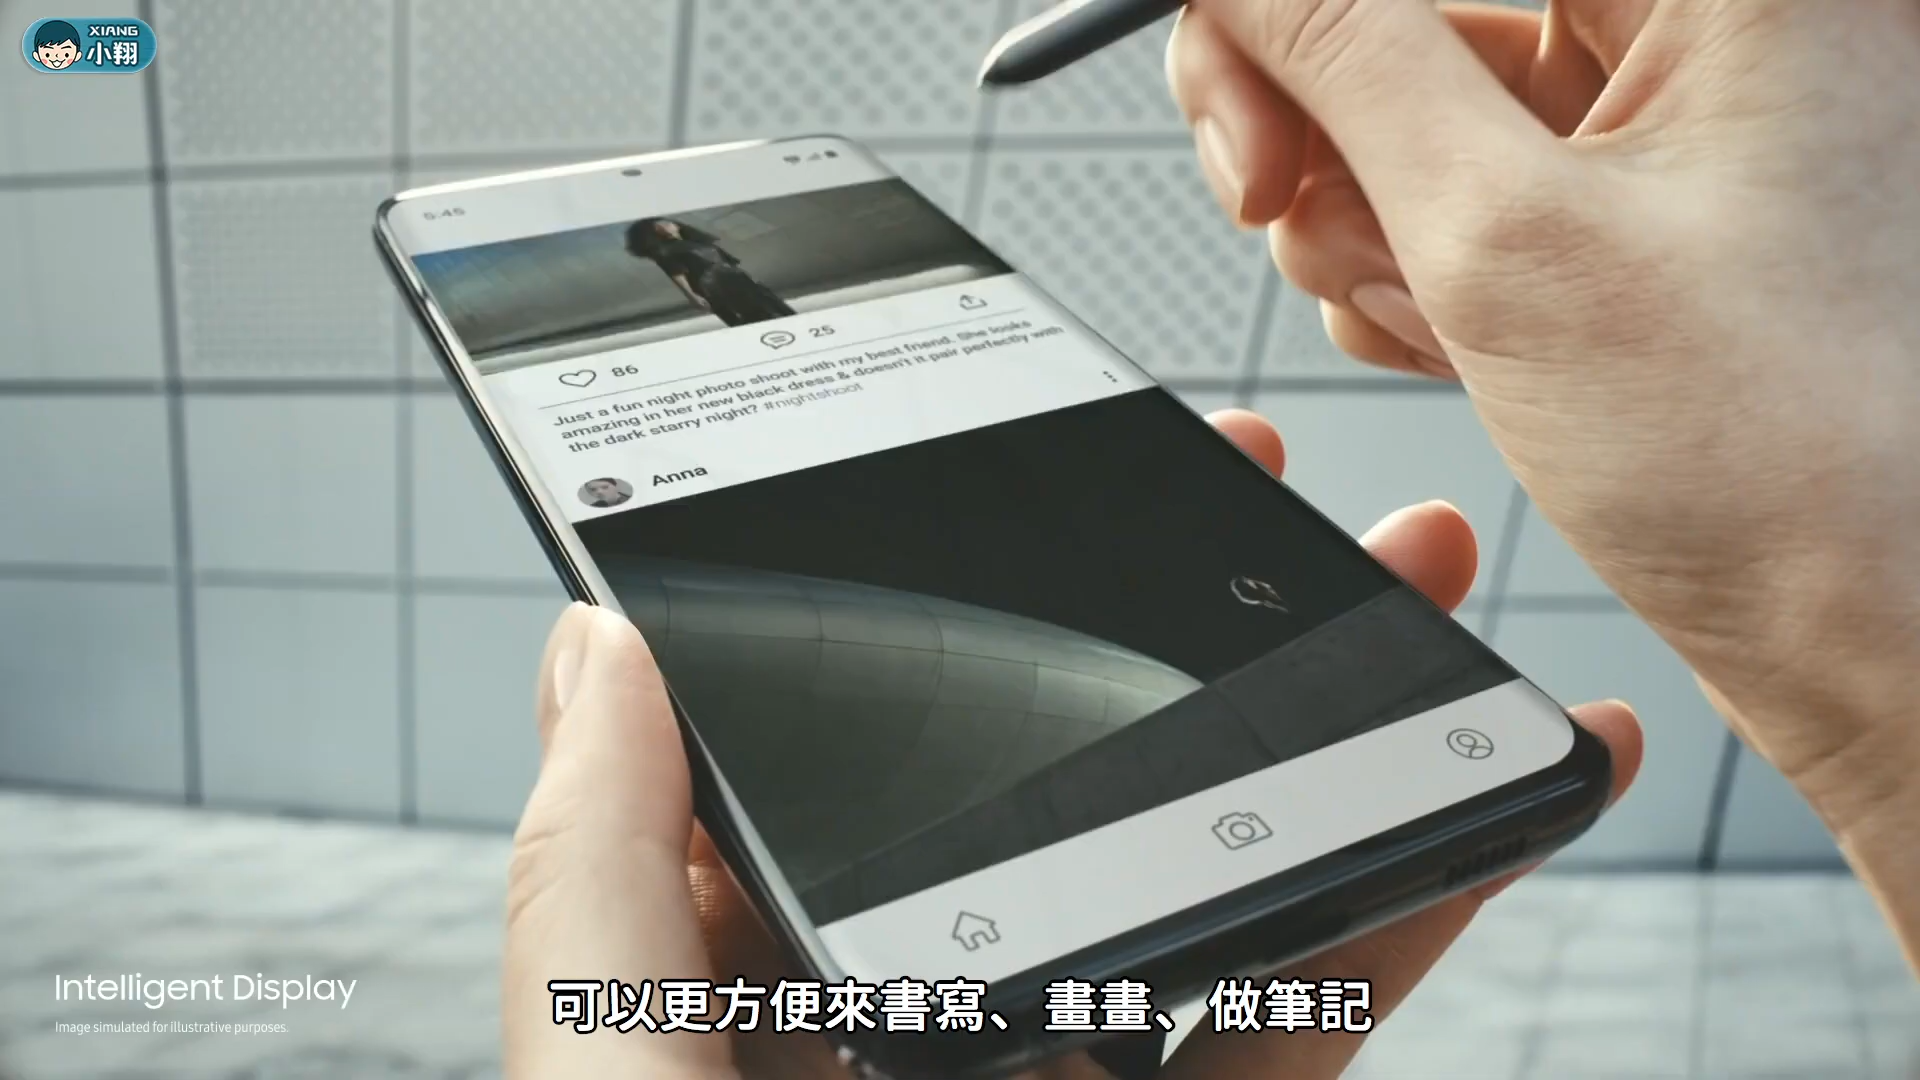 XIANG
小翔
5:45
86
25
Just a fun night photo shoot with my best friend. She looks
amazing in her new black dress & doesn't it pair perfectly with
the dark starry night? #nightshoot
Anna
Intelligent Display
Image simulated for illustrative purposes.
可以更方便來書寫、畫畫、做筆記